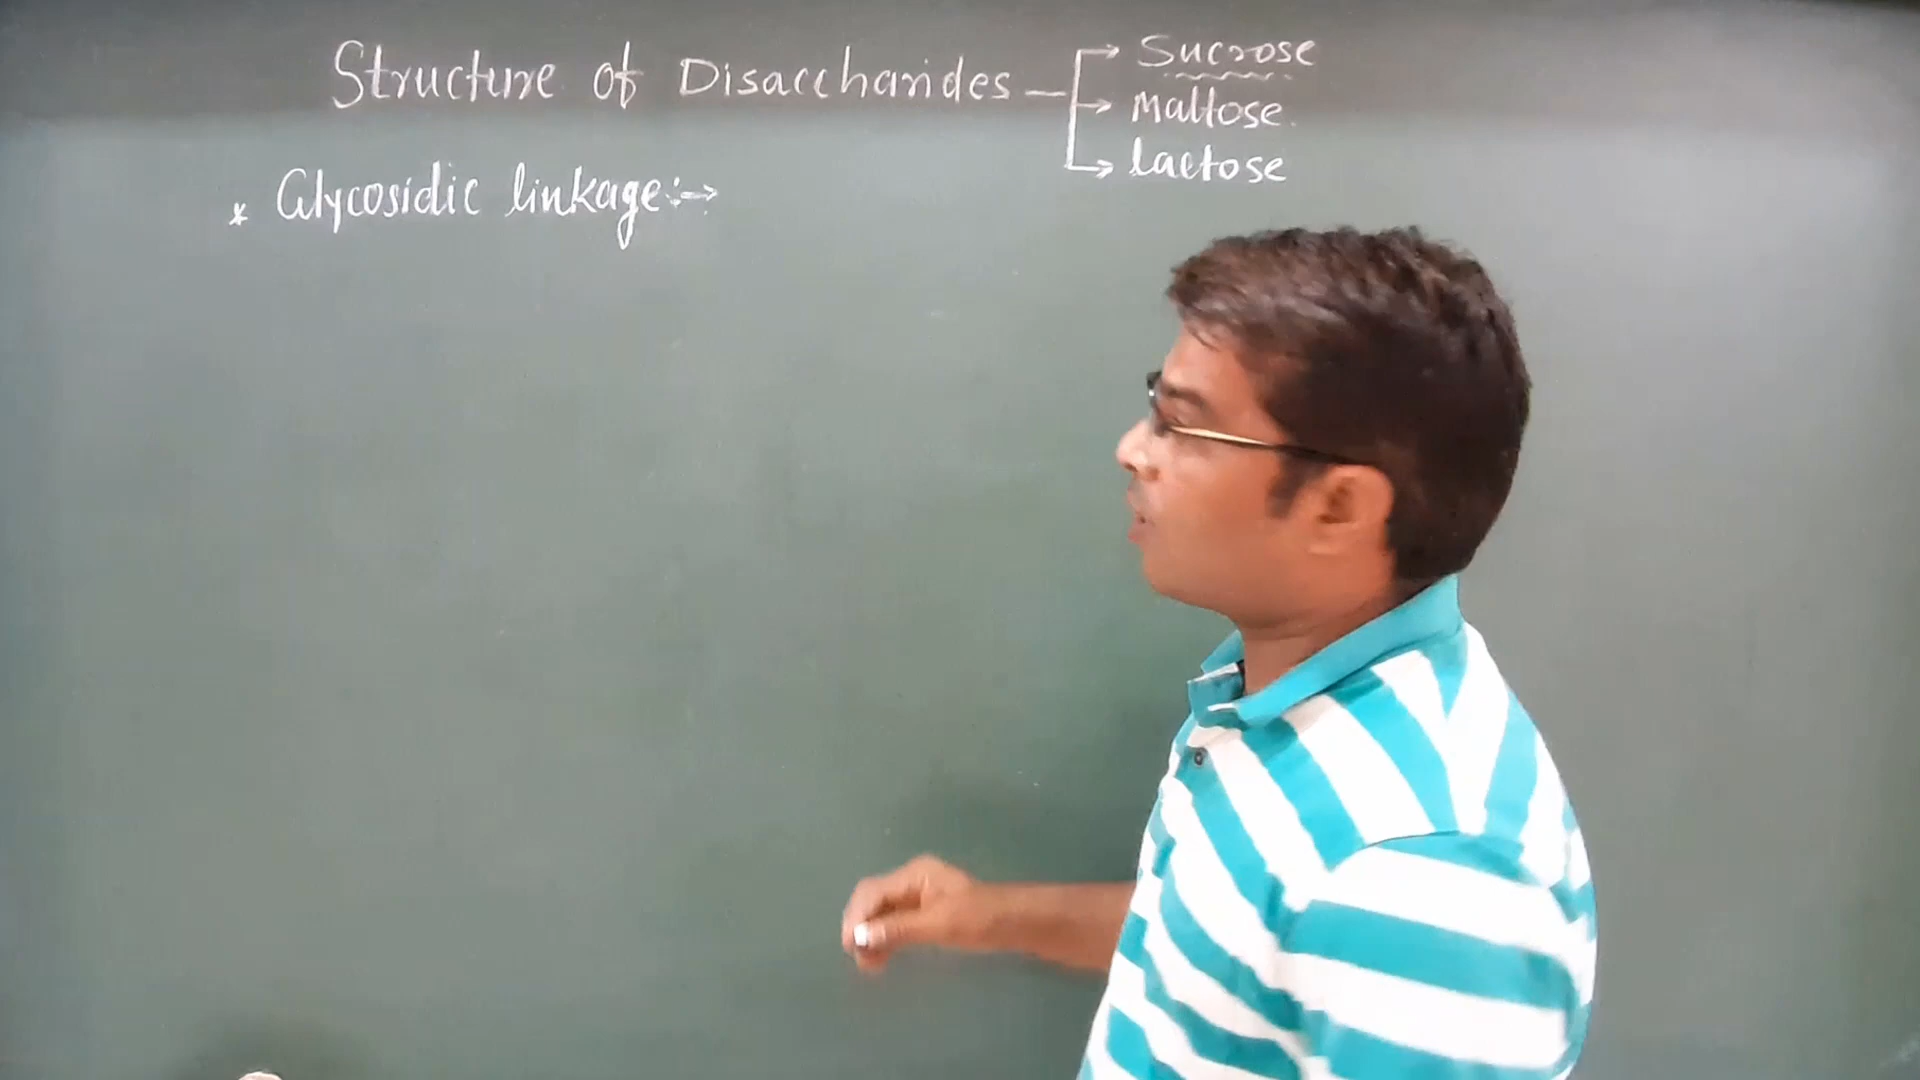 Structure of Disaccharides
Sucrose
Maltose.
lactose
* Glycosidic linkage:→